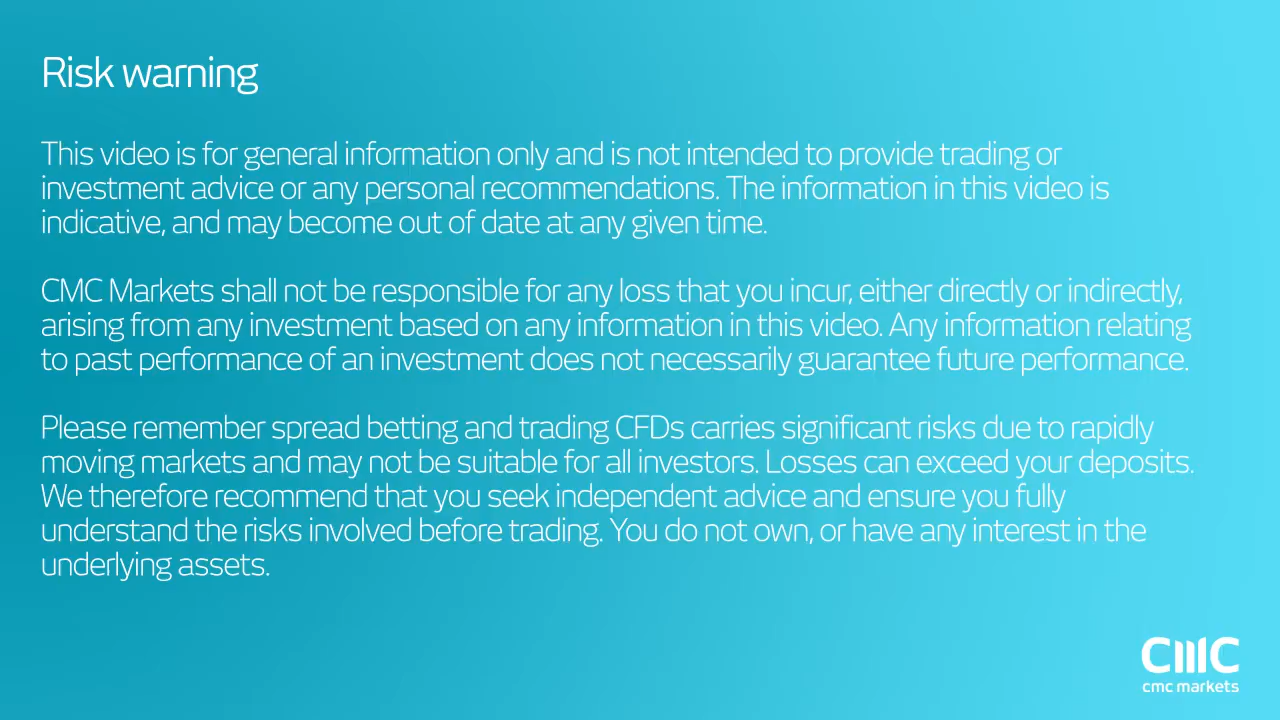 Risk warning
This video is for general information only and is not intended to provide trading or
investment advice or any personal recommendations. The information in this video is
indicative, and may become out of date at any given time.
CMC Markets shall not be responsible for any loss that you incur, either directly or indirectly,
arising from any investment based on any information in this video. Any information relating
to past performance of an investment does not necessarily guarantee future performance.
Please remember spread betting and trading CFDs carries significant risks due to rapidly
moving markets and may not be suitable for all investors. Losses can exceed your deposits.
We therefore recommend that you seek independent advice and ensure you fully
understand the risks involved before trading. You do not own, or have any interest in the
underlying assets.
CMC
cmc markets